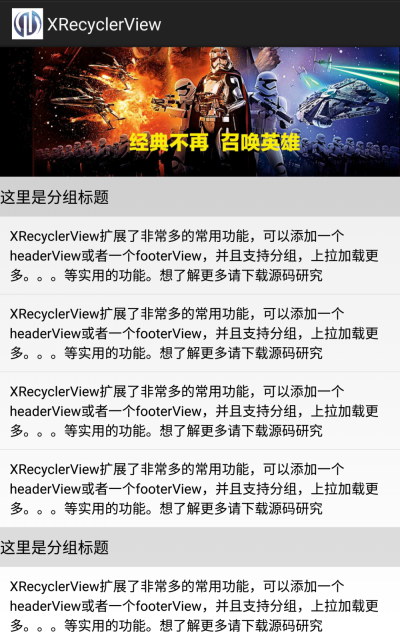 XRecyclerView
经典不再 召唤英雄
这里是分组标题
XRecyclerView扩展了非常多的常用功能，可以添加一个
headerView或者一个footerView，并且支持分组，上拉加载更
多。。。等实用的功能。想了解更多请下载源码研究
XRecyclerView扩展了非常多的常用功能，可以添加一个
headerView或者一个footerView，并且支持分组，上拉加载更
多。。。等实用的功能。想了解更多请下载源码研究
XRecyclerView扩展了非常多的常用功能，可以添加一个
headerView或者一个footerView，并且支持分组，上拉加载更
多。。。等实用的功能。想了解更多请下载源码研究
XRecyclerView扩展了非常多的常用功能，可以添加一个
headerView或者一个footerView，并且支持分组，上拉加载更
多。。。等实用的功能。想了解更多请下载源码研究
这里是分组标题
XRecyclerView扩展了非常多的常用功能，可以添加一个
headerView或者一个footerView，并且支持分组，上拉加载更
多。。。等实用的功能。想了解更多请下载源码研究